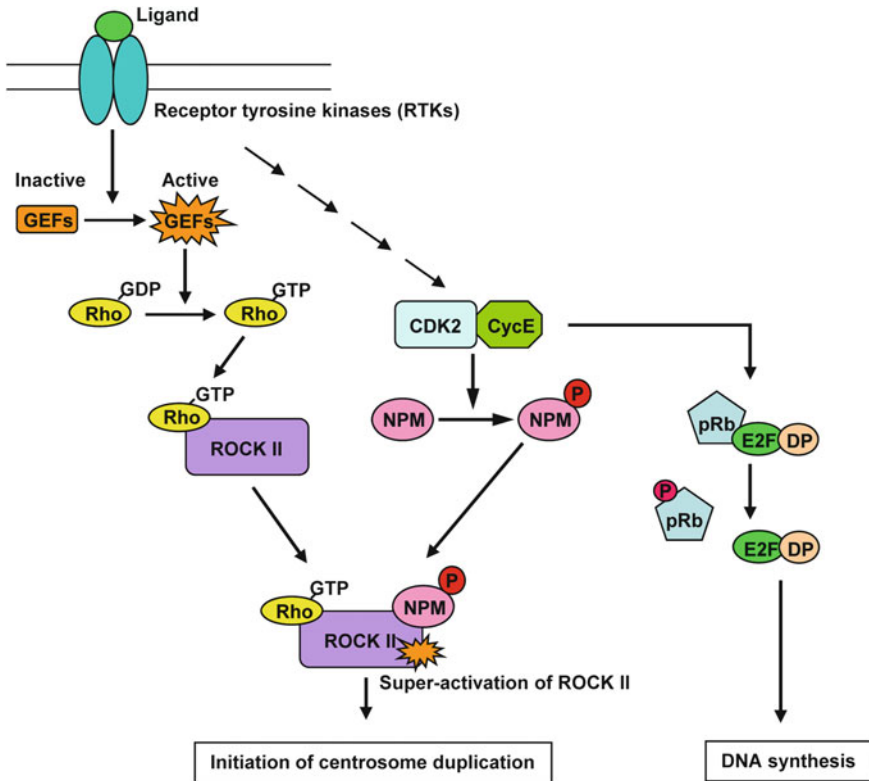 Ligand
Receptor tyrosine kinases (RTKs)
Inactive
Active
GEFs
GEFs
GDP
Rho
GTP
Rho
CDK2
CycE
GTP
Rho
ROCK II
NPM
P
NPM
pRb
E2F
DP
P
pRb
E2F
DP
GTP
Rho
P
NPM
ROCK II
Super-activation of ROCK II
Initiation of centrosome duplication
DNA synthesis